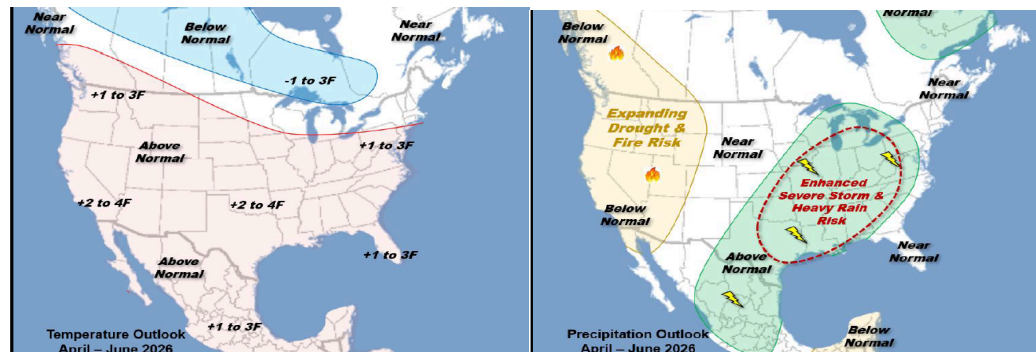 Near
Normal
Below
Normal
Near
Normal
-1 to 3F
+1 to 3F
Above
Normal
+1 to 3F
+2 to 4F
+2 to 4F
+1 to 3F
Above
Normal
+1 to 3F
Temperature Outlook
April – June 2026
Below
Normal
Normal
Near
Normal
Expanding
Drought &
Fire Risk
Near
Normal
Enhanced
Severe Storm &
Heavy Rain
Risk
Below
Normal
Above
Normal
Near
Normal
Below
Normal
Precipitation Outlook
April – June 2026